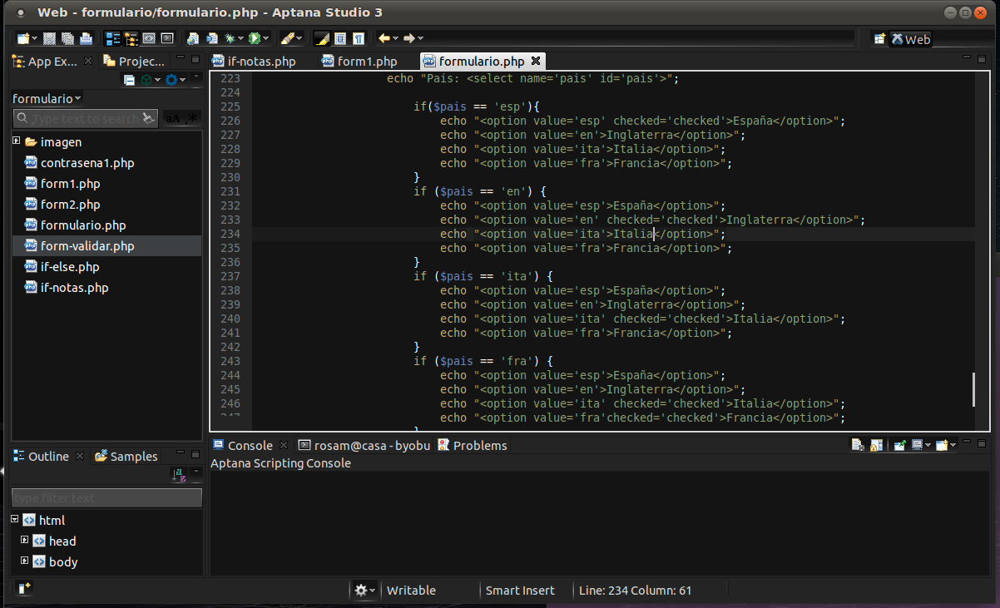 Web - formulario/formulario.php - Aptana Studio 3
Web
App Ex...
Projec...
if-notas.php
form1.php
formulario.php
formulario
Type text to search
aA .*
imagen
contrasena1.php
form1.php
form2.php
formulario.php
form-validar.php
if-else.php
if-notas.php
223 echo "Pais: <select name='pais' id='pais'>";
224
225 if($pais == 'esp'){
226 echo "<option value='esp' checked='checked'>España</option>";
227 echo "<option value='en'>Inglaterra</option>";
228 echo "<option value='ita'>Italia</option>";
229 echo "<option value='fra'>Francia</option>";
230 }
231 if ($pais == 'en') {
232 echo "<option value='esp'>España</option>";
233 echo "<option value='en' checked='checked'>Inglaterra</option>";
234 echo "<option value='ita'>Italia</option>";
235 echo "<option value='fra'>Francia</option>";
236 }
237 if ($pais == 'ita') {
238 echo "<option value='esp'>España</option>";
239 echo "<option value='en'>Inglaterra</option>";
240 echo "<option value='ita' checked='checked'>Italia</option>";
241 echo "<option value='fra'>Francia</option>";
242 }
243 if ($pais == 'fra') {
244 echo "<option value='esp'>España</option>";
245 echo "<option value='en'>Inglaterra</option>";
246 echo "<option value='ita' checked='checked'>Italia</option>";
247 echo "<option value='fra'checked='checked'>Francia</option>";
}
Outline
Samples
type filter text
html
head
body
Console
rosam@casa - byobu
Problems
Aptana Scripting Console
Writable
Smart Insert
Line: 234 Column: 61